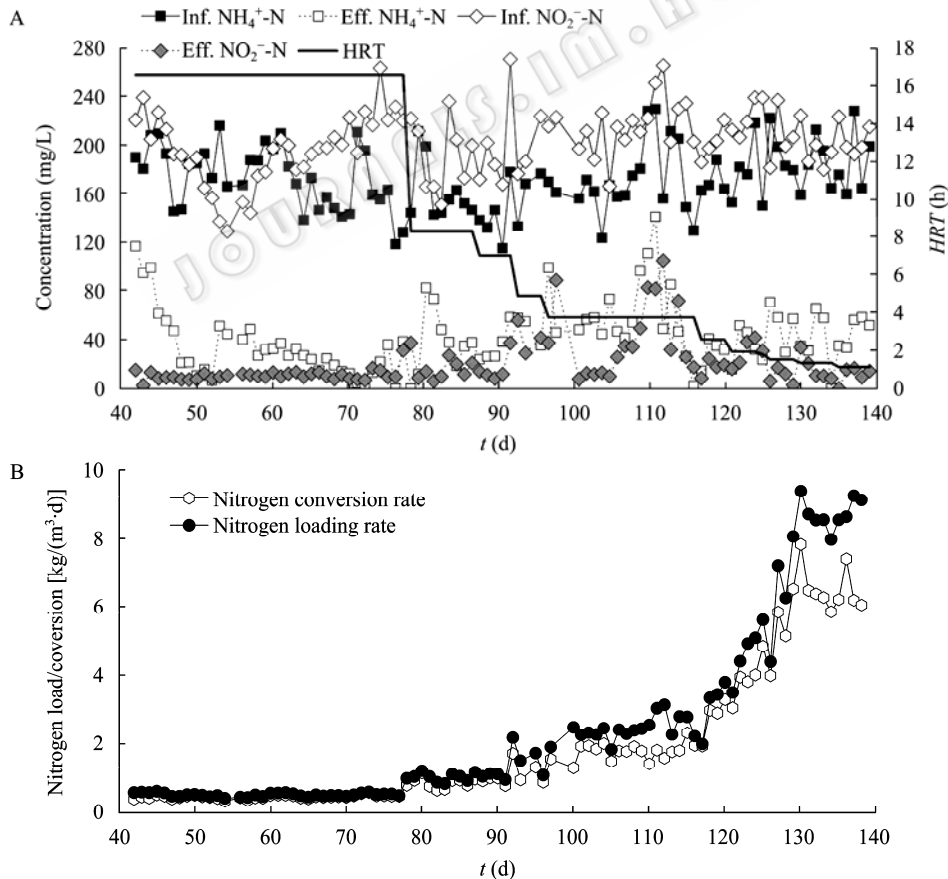 A
Inf. NH₄⁺-N Eff. NH₄⁺-N Inf. NO₂⁻-N
Eff. NO₂⁻-N HRT
Concentration (mg/L)
280
240
200
160
120
80
40
0
18
16
14
12
10
8
6
4
2
0
HRT (h)
42 50 60 70 80 90 100 110 120 130 140
t (d)
B
Nitrogen conversion rate
Nitrogen loading rate
Nitrogen load/coversion [kg/(m³·d)]
10
8
6
4
2
0
42 50 60 70 80 90 100 110 120 130 140
t (d)